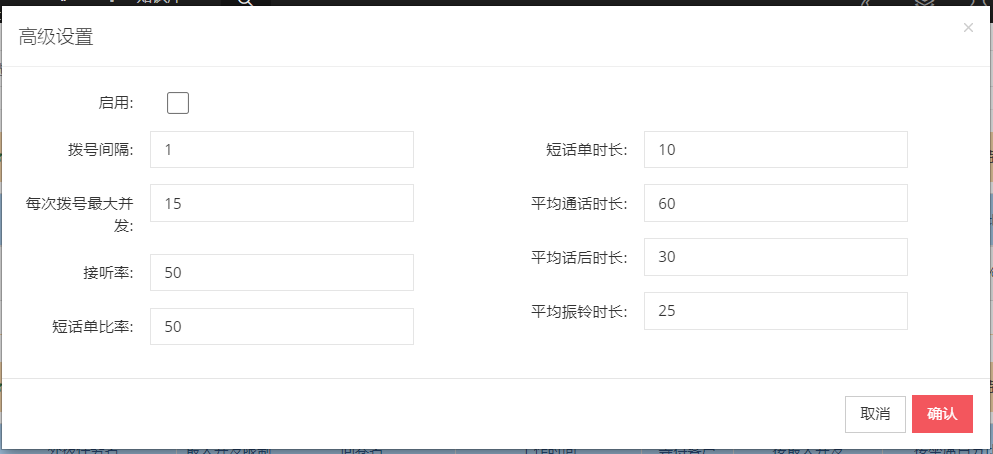 高级设置
×
启用:
拨号间隔: 1
短话单时长: 10
每次拨号最大并
发:
15
平均通话时长: 60
接听率: 50
平均话后时长: 30
短话单比率: 50
平均振铃时长: 25
取消 确认